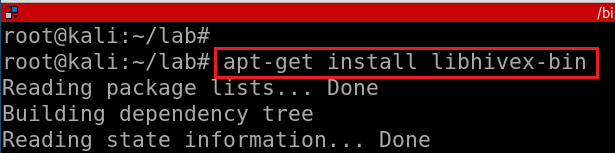 /bi
root@kali:~/lab#
root@kali:~/lab# apt-get install libhivex-bin
Reading package lists... Done
Building dependency tree
Reading state information... Done